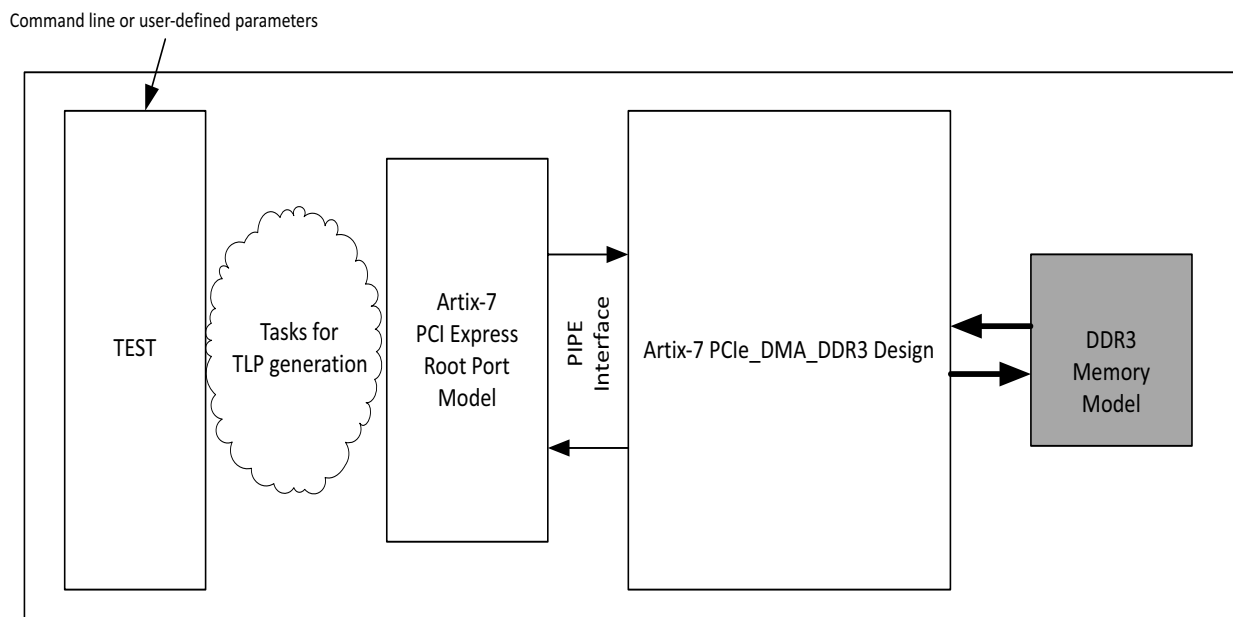 Command line or user-defined parameters
TEST
Tasks for
TLP generation
Artix-7
PCI Express
Root Port
Model
PIPE
Interface
Artix-7 PCIe_DMA_DDR3 Design
DDR3
Memory
Model